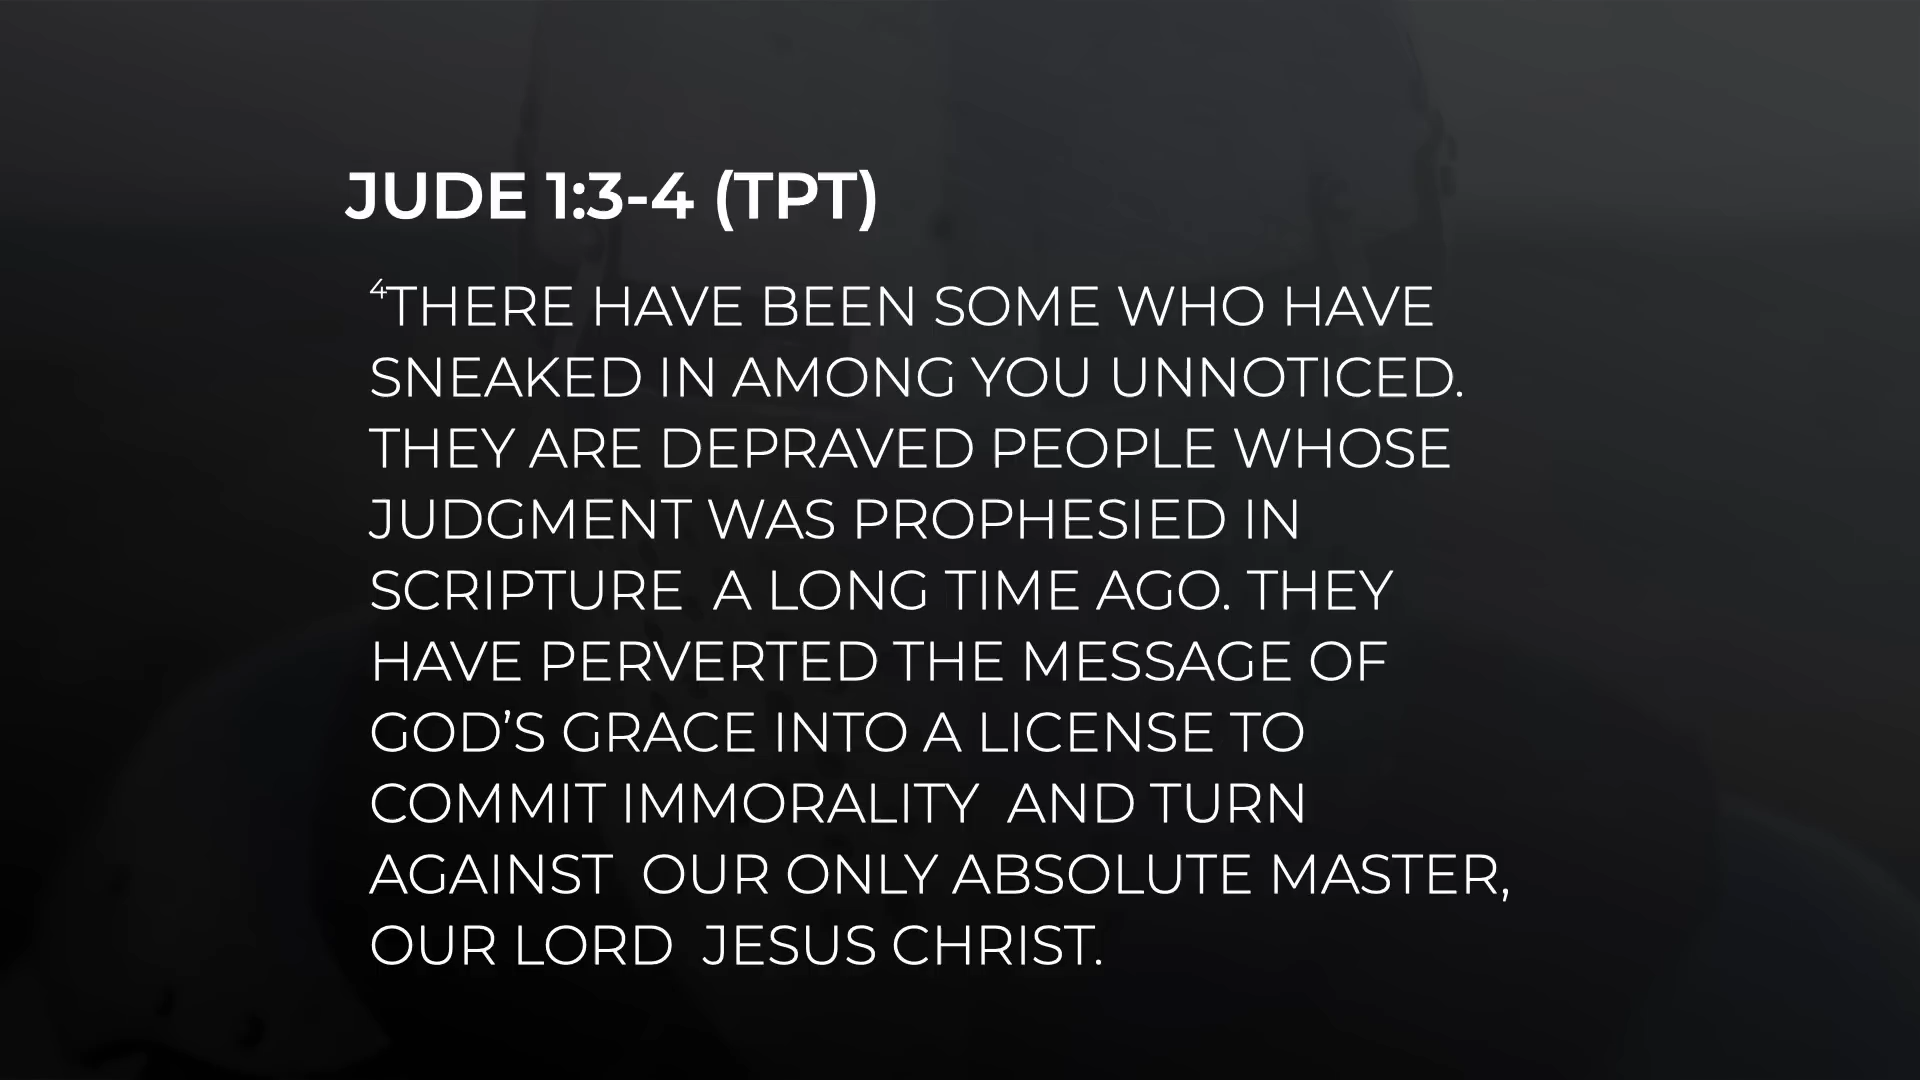 JUDE 1:3-4 (TPT)
⁴THERE HAVE BEEN SOME WHO HAVE
SNEAKED IN AMONG YOU UNNOTICED.
THEY ARE DEPRAVED PEOPLE WHOSE
JUDGMENT WAS PROPHESIED IN
SCRIPTURE  A LONG TIME AGO. THEY
HAVE PERVERTED THE MESSAGE OF
GOD’S GRACE INTO A LICENSE TO
COMMIT IMMORALITY  AND TURN
AGAINST  OUR ONLY ABSOLUTE MASTER,
OUR LORD  JESUS CHRIST.